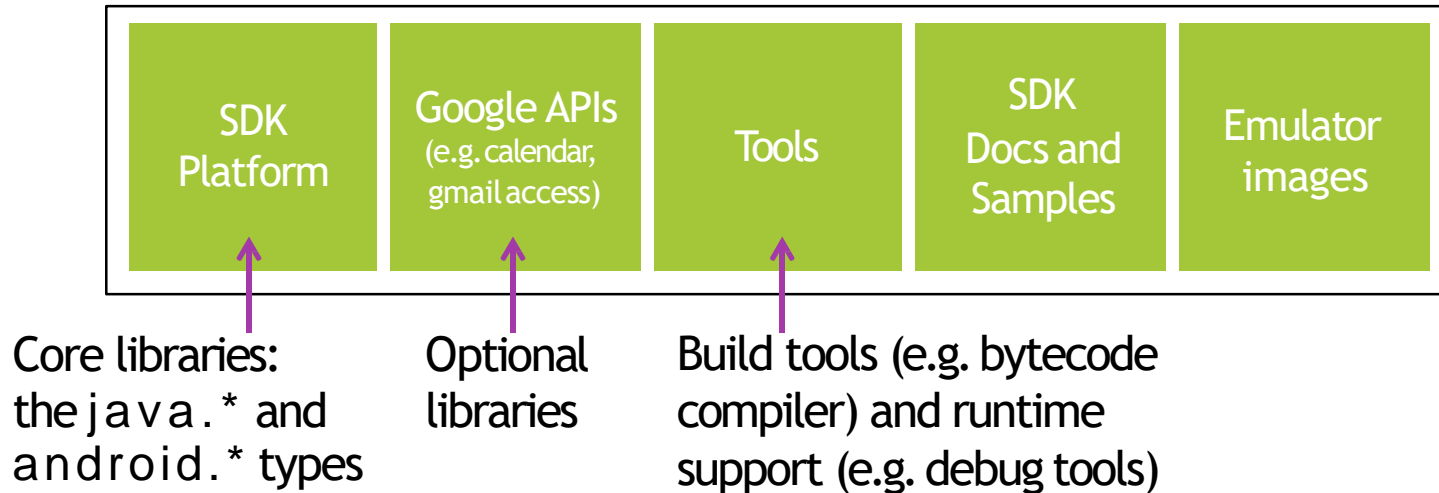 SDK
Platform
Google APIs
(e.g. calendar,
gmail access)
Tools
SDK
Docs and
Samples
Emulator
images
Core libraries:
the java.* and
android.* types
Optional
libraries
Build tools (e.g. bytecode
compiler) and runtime
support (e.g. debug tools)